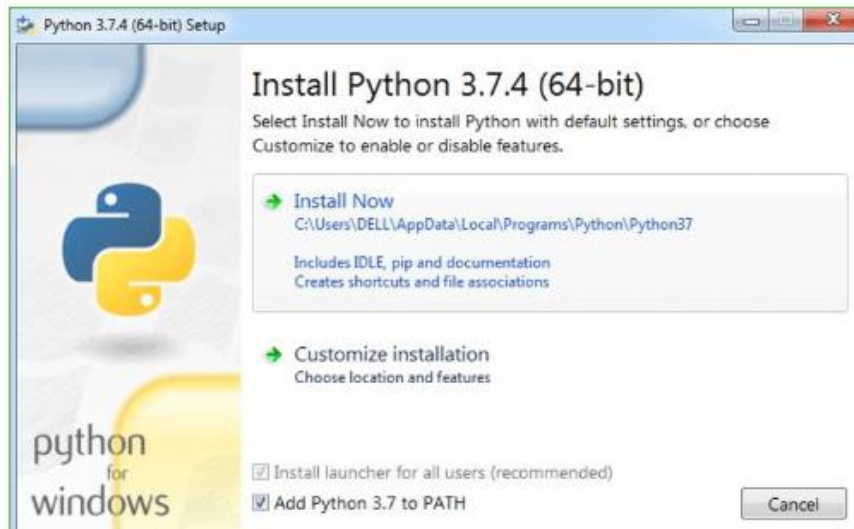 Python 3.7.4 (64-bit) Setup
Install Python 3.7.4 (64-bit)
Select Install Now to install Python with default settings, or choose
Customize to enable or disable features.
Install Now
C:\Users\DELL\AppData\Local\Programs\Python\Python37
Includes IDLE, pip and documentation
Creates shortcuts and file associations
Customize installation
Choose location and features
python
for
windows
Install launcher for all users (recommended)
Add Python 3.7 to PATH
Cancel